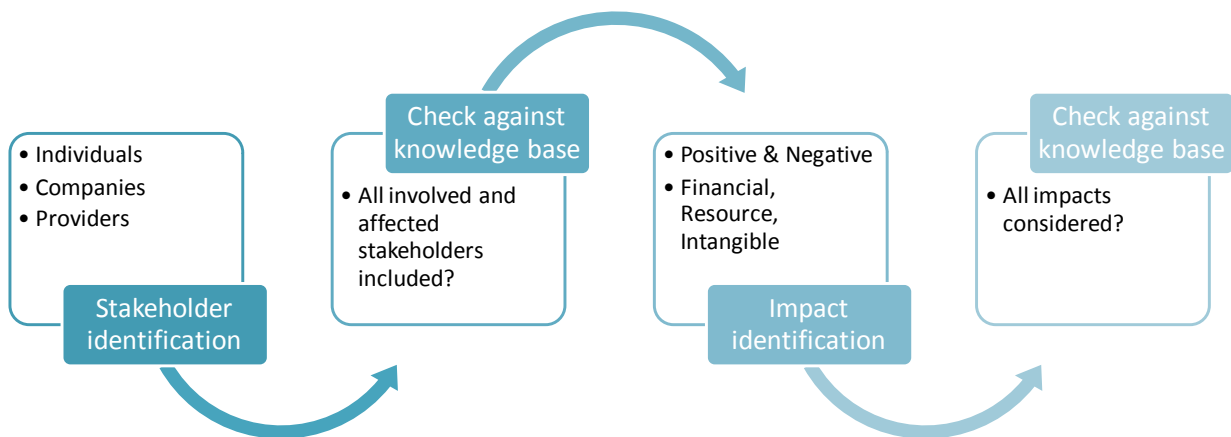 • Individuals
• Companies
• Providers
Stakeholder
identification
Check against
knowledge base
• All involved and
affected
stakeholders
included?
• Positive & Negative
• Financial,
Resource,
Intangible
Impact
identification
Check against
knowledge base
• All impacts
considered?